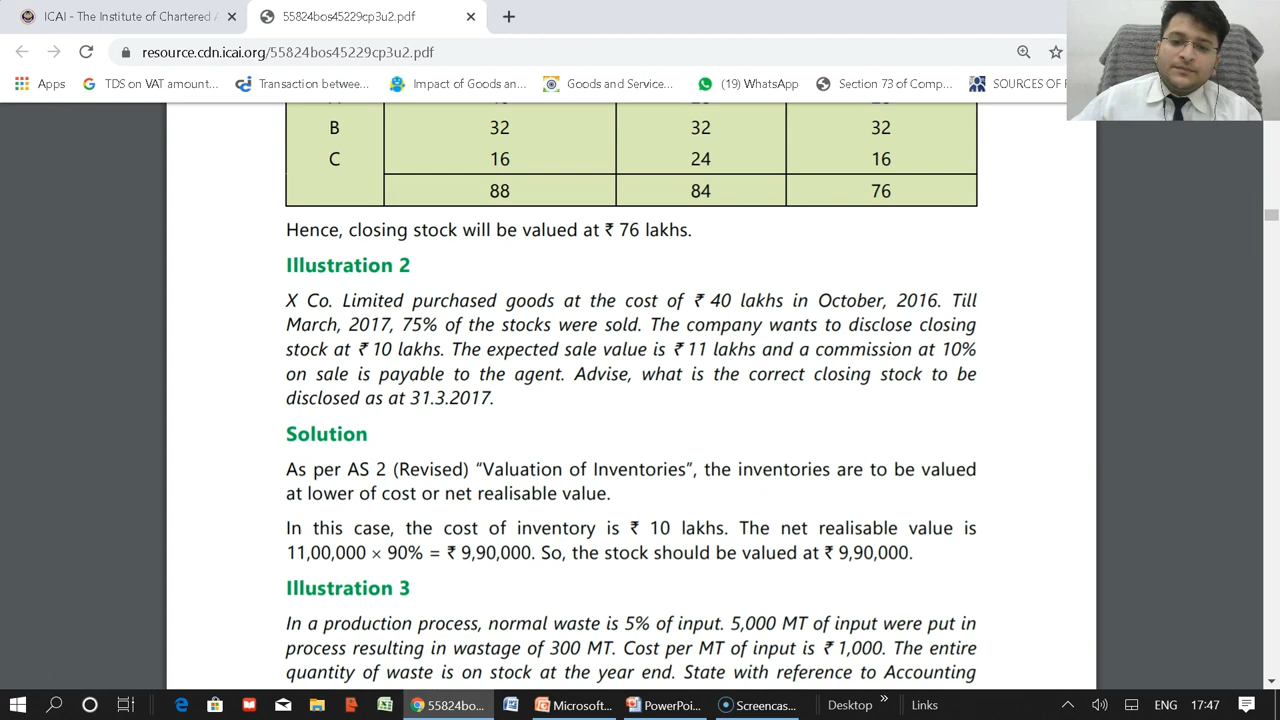 ICAI - The Institute of Chartered A
55824bos45229cp3u2.pdf
resource.cdn.icai.org/55824bos45229cp3u2.pdf
Apps
TDS on VAT amount...
Transaction betwee...
Impact of Goods an...
Goods and Service...
(19) WhatsApp
Section 73 of Comp...
SOURCES OF
B 32 32 32
C 16 24 16
88 84 76
Hence, closing stock will be valued at ₹ 76 lakhs.
Illustration 2
X Co. Limited purchased goods at the cost of ₹ 40 lakhs in October, 2016. Till
March, 2017, 75% of the stocks were sold. The company wants to disclose closing
stock at ₹ 10 lakhs. The expected sale value is ₹ 11 lakhs and a commission at 10%
on sale is payable to the agent. Advise, what is the correct closing stock to be
disclosed as at 31.3.2017.
Solution
As per AS 2 (Revised) “Valuation of Inventories”, the inventories are to be valued
at lower of cost or net realisable value.
In this case, the cost of inventory is ₹ 10 lakhs. The net realisable value is
11,00,000 × 90% = ₹ 9,90,000. So, the stock should be valued at ₹ 9,90,000.
Illustration 3
In a production process, normal waste is 5% of input. 5,000 MT of input were put in
process resulting in wastage of 300 MT. Cost per MT of input is ₹ 1,000. The entire
quantity of waste is on stock at the year end. State with reference to Accounting
55824bo...
Microsoft...
PowerPoi...
Screencas...
Desktop
Links
ENG
17:47